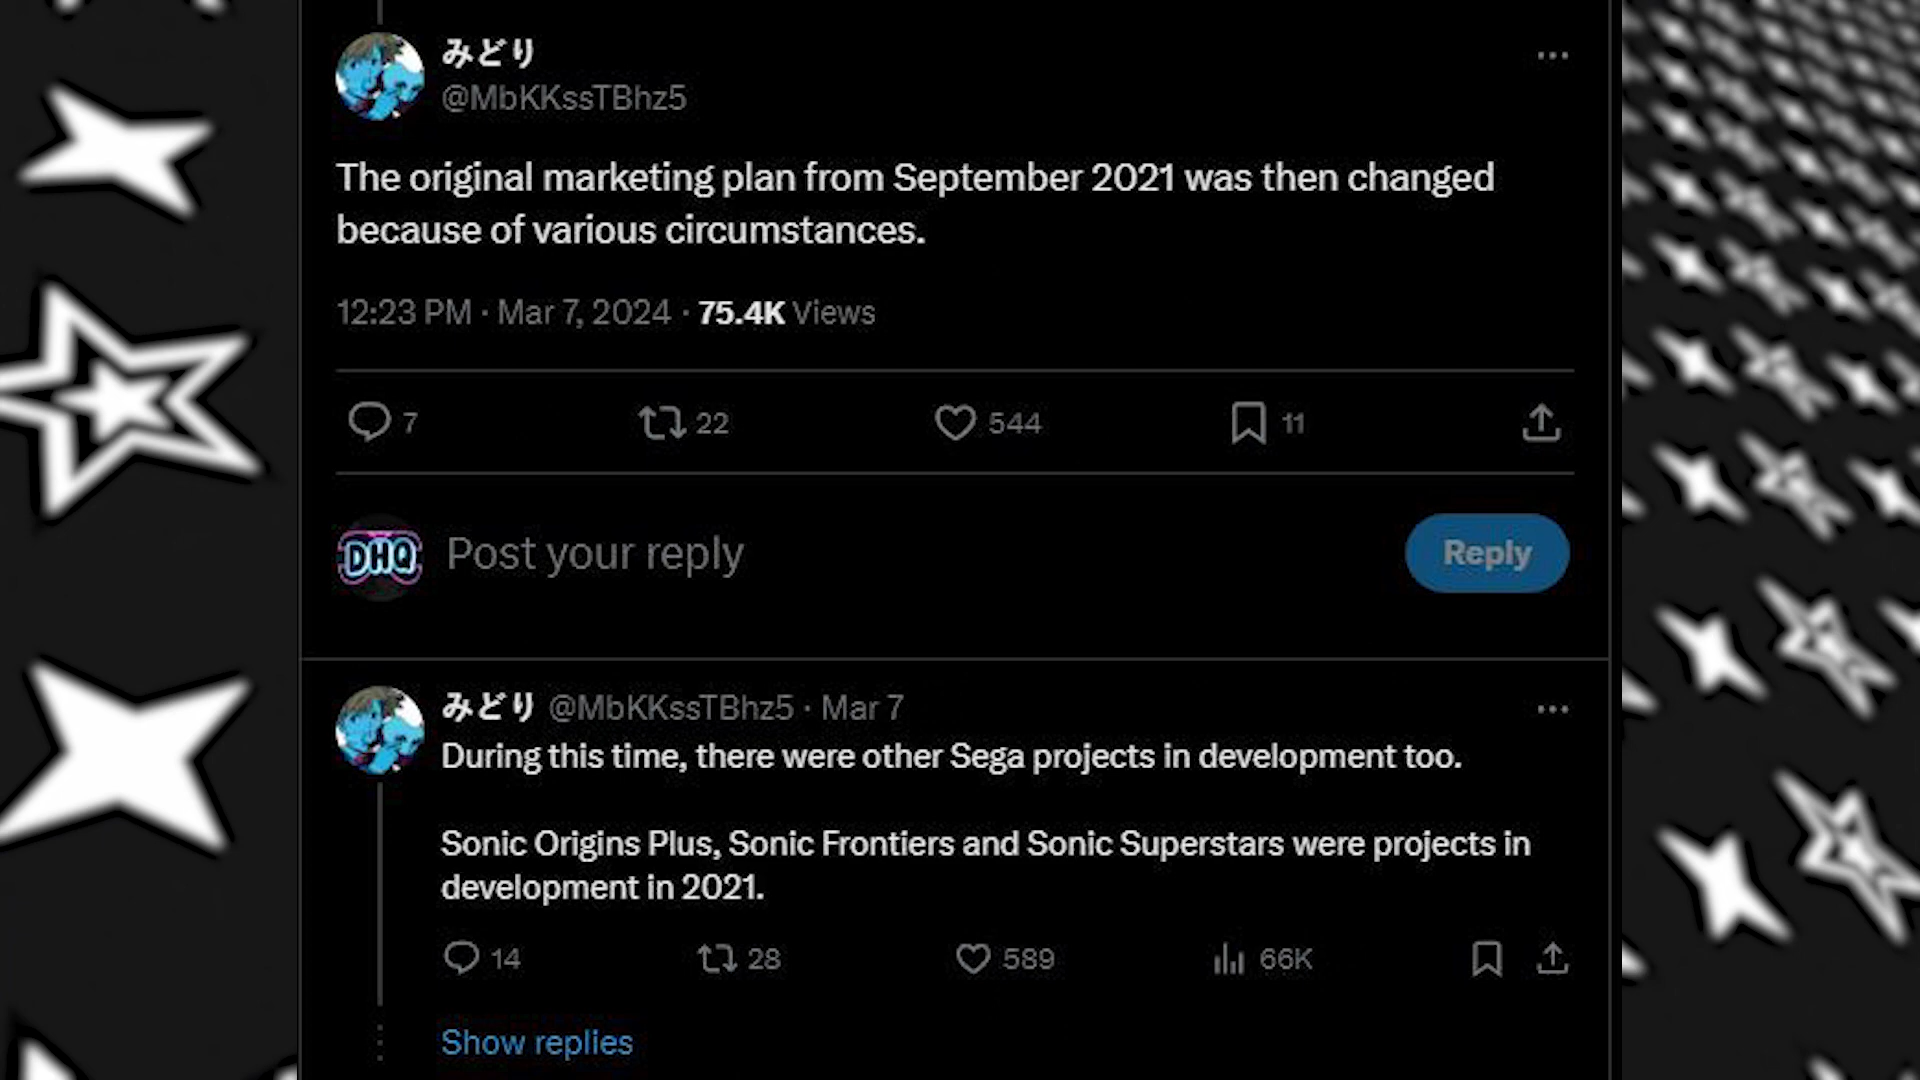 みどり
@MbKKssTBhz5
The original marketing plan from September 2021 was then changed
because of various circumstances.
12:23 PM · Mar 7, 2024 · 75.4K Views
7 22 544 11
DHQ Post your reply Reply
みどり @MbKKssTBhz5 · Mar 7
During this time, there were other Sega projects in development too.
Sonic Origins Plus, Sonic Frontiers and Sonic Superstars were projects in
development in 2021.
14 28 589 66K
Show replies